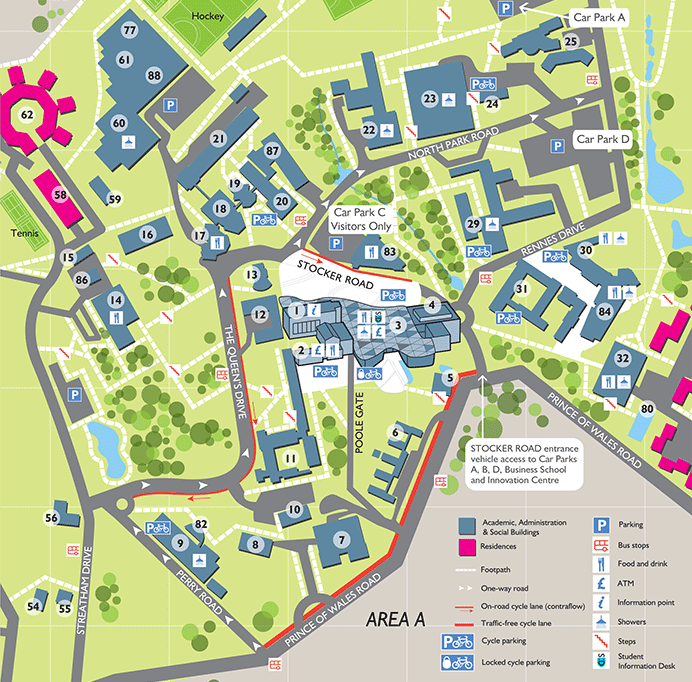 Hockey
Car Park A
77
61
88
25
60
62
23
24
22
21
NORTH PARK ROAD
Car Park D
87
58
59
19
20
18
Car Park C
Visitors Only
29
Tennis
16
17
83
RENNES DRIVE
30
15
86
13
STOCKER ROAD
31
14
12
1
3
4
84
2
THE QUEEN'S DRIVE
5
32
80
POOLE GATE
6
PRINCE OF WALES ROAD
11
STOCKER ROAD entrance
vehicle access to Car Parks
A, B, D, Business School
and Innovation Centre
56
10
82
9
8
7
STREATHAM DRIVE
PERRY ROAD
54
55
PRINCE OF WALES ROAD
AREA A
Academic, Administration
& Social Buildings
Residences
Footpath
One-way road
On-road cycle lane (contraflow)
Traffic-free cycle lane
P Cycle parking
Locked cycle parking
P Parking
Bus stops
Food and drink
£ ATM
i Information point
Showers
Steps
Student
Information Desk